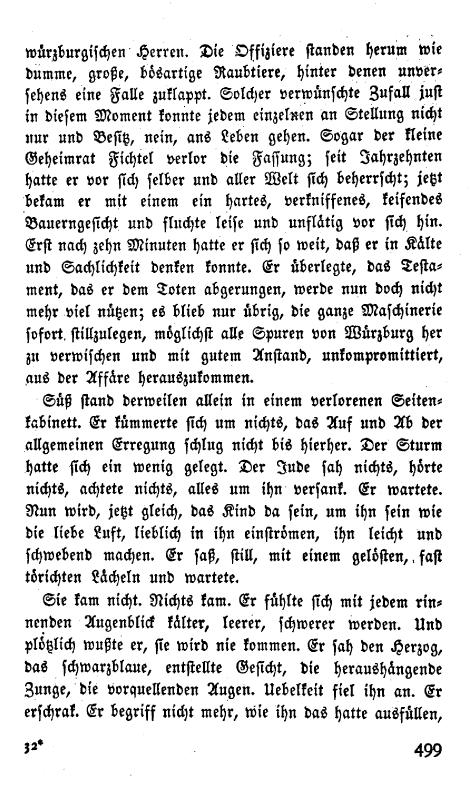 würzburgischen Herren. Die Offiziere standen herum wie
dumme, große, bösartige Raubtiere, hinter denen unver-
sehens eine Falle zuklappt. Solcher verwünschte Zufall just
in diesem Moment konnte jedem einzelnen an Stellung nicht
nur und Besitz, nein, ans Leben gehen. Sogar der kleine
Geheimrat Fichtel verlor die Fassung; seit Jahrzehnten
hatte er vor sich selber und aller Welt sich beherrscht; jetzt
bekam er mit einem ein hartes, verkniffenes, keifendes
Bauerngesicht und fluchte leise und unflätig vor sich hin.
Erst nach zehn Minuten hatte er sich so weit, daß er in Kälte
und Sachlichkeit denken konnte. Er überlegte, das Testa-
ment, das er dem Toten abgerungen, werde nun doch nicht
mehr viel nützen; es blieb nur übrig, die ganze Maschinerie
sofort stillzulegen, möglichst alle Spuren von Würzburg her
zu verwischen und mit gutem Anstand, unkompromittiert,
aus der Affäre herauszukommen.
Süß stand derweilen allein in einem verlorenen Seiten-
kabinett. Er kümmerte sich um nichts, das Auf und Ab der
allgemeinen Erregung schlug nicht bis hierher. Der Sturm
hatte sich ein wenig gelegt. Der Jude sah nichts, hörte
nichts, achtete nichts, alles um ihn versank. Er wartete.
Nun wird, jetzt gleich, das Kind da sein, um ihn sein wie
die liebe Luft, lieblich in ihn einströmen, ihn leicht und
schwebend machen. Er saß, still, mit einem gelösten, fast
törichten Lächeln und wartete.
Sie kam nicht. Nichts kam. Er fühlte sich mit jedem rin-
nenden Augenblick kälter, leerer, schwerer werden. Und
plötzlich wußte er, sie wird nie kommen. Er sah den Herzog,
das schwarzblaue, entstellte Gesicht, die heraushängende
Zunge, die vorquellenden Augen. Uebelkeit fiel ihn an. Er
erschrak. Er begriff nicht mehr, wie ihn das hatte ausfüllen,
32* 499